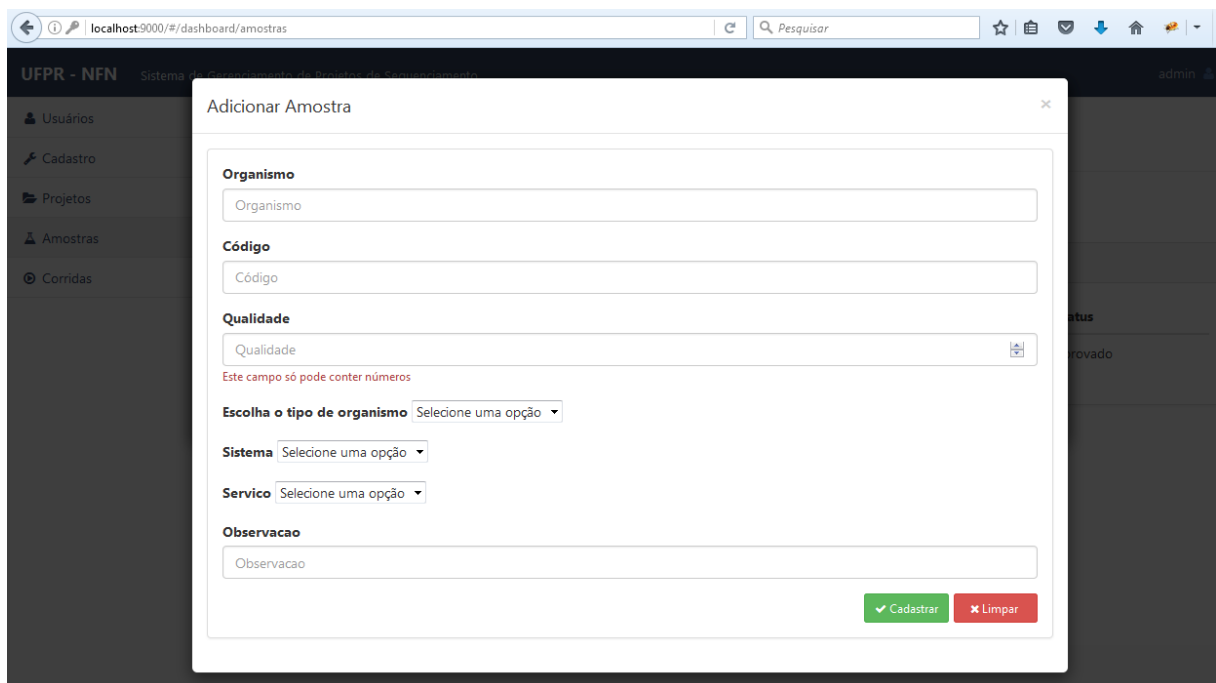 localhost:9000/#/dashboard/amostras
Pesquisar
UFPR - NFN Sistema de Gerenciamento de Projetos de Sequenciamento admin
Usuários
Cadastro
Projetos
Amostras
Corridas
Adicionar Amostra ×
Organismo
Organismo
Código
Código
Qualidade
Qualidade
Este campo só pode conter números
Escolha o tipo de organismo Selecione uma opção
Sistema Selecione uma opção
Servico Selecione uma opção
Observacao
Observacao
Cadastrar Limpar
atus
rovado